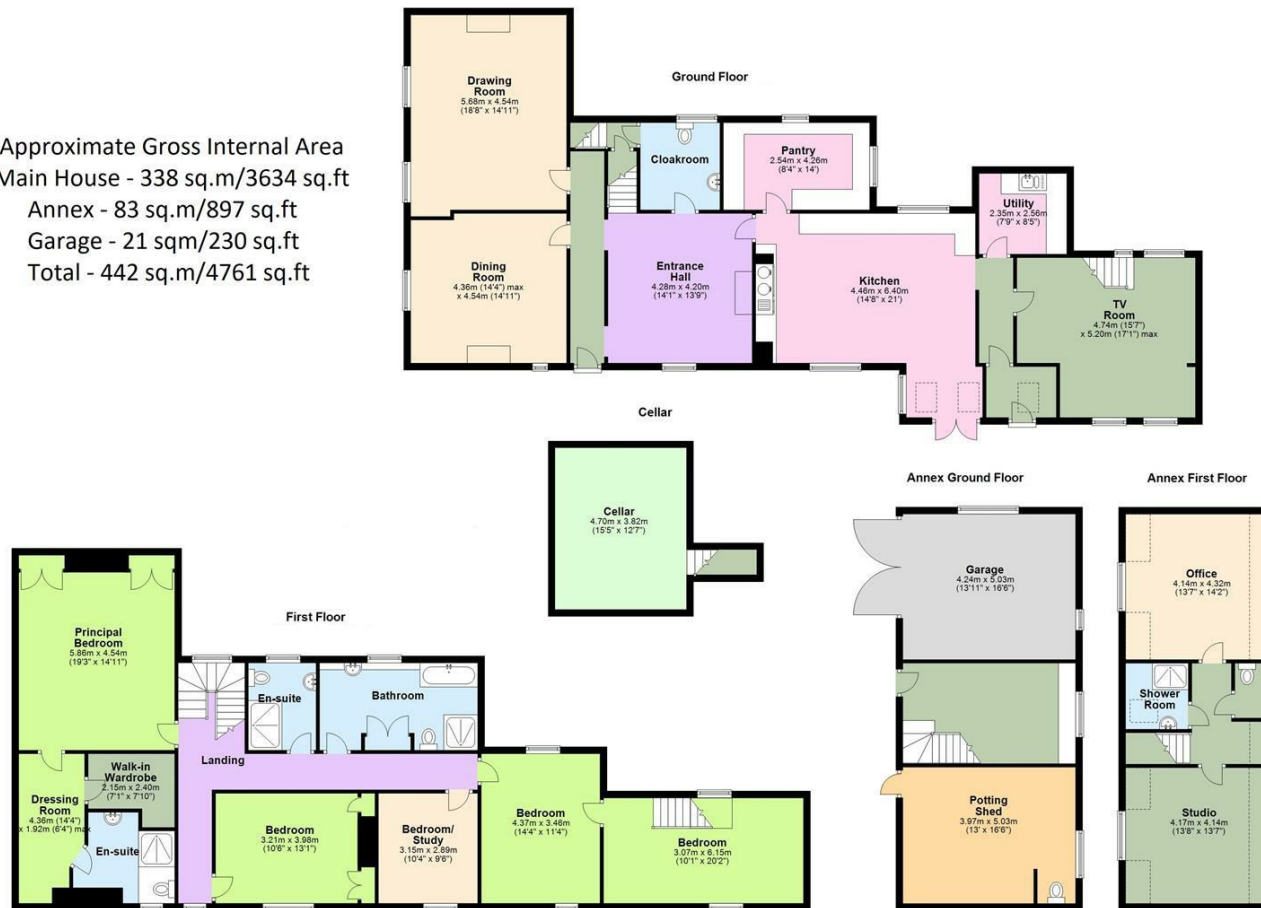 Approximate Gross Internal Area
Main House - 338 sq.m/3634 sq.ft
Annex - 83 sq.m/897 sq.ft
Garage - 21 sqm/230 sq.ft
Total - 442 sq.m/4761 sq.ft
Ground Floor
Drawing
Room
5.68m x 4.54m
(18'8" x 14'11")
Cloakroom
Pantry
2.54m x 4.26m
(8'4" x 14')
Utility
2.35m x 2.56m
(7'9" x 8'5")
Dining
Room
4.36m (14'4") max
x 4.54m (14'11")
Entrance
Hall
4.28m x 4.20m
(14'1" x 13'9")
Kitchen
4.46m x 6.40m
(14'8" x 21')
TV
Room
4.74m (15'7")
x 5.20m (17'1") max
Cellar
Cellar
4.70m x 3.82m
(15'5" x 12'7")
First Floor
Principal
Bedroom
5.86m x 4.54m
(19'3" x 14'11")
En-suite
Bathroom
Landing
Walk-in
Wardrobe
2.15m x 2.40m
(7'1" x 7'10")
Dressing
Room
4.36m (14'4")
x 1.92m (6'4") max
En-suite
Bedroom
3.21m x 3.98m
(10'6" x 13'1")
Bedroom/
Study
3.15m x 2.89m
(10'4" x 9'6")
Bedroom
4.37m x 3.46m
(14'4" x 11'4")
Bedroom
3.07m x 6.15m
(10'1" x 20'2")
Annex Ground Floor
Garage
4.24m x 5.03m
(13'11" x 16'6")
Potting
Shed
3.97m x 5.03m
(13' x 16'6")
Annex First Floor
Office
4.14m x 4.32m
(13'7" x 14'2")
Shower
Room
Studio
4.17m x 4.14m
(13'8" x 13'7")